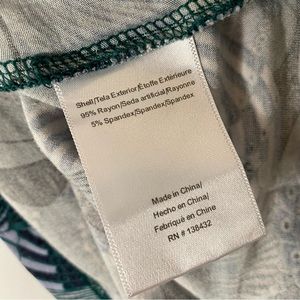 Shell/Tela Exterior/Étoffe Extérieure
95% Rayon/Seda artificial/Rayonne
5% Spandex/Spandex/Spandex
Made in China/
Hecho en China/
Fabriqué en Chine
RN # 138432